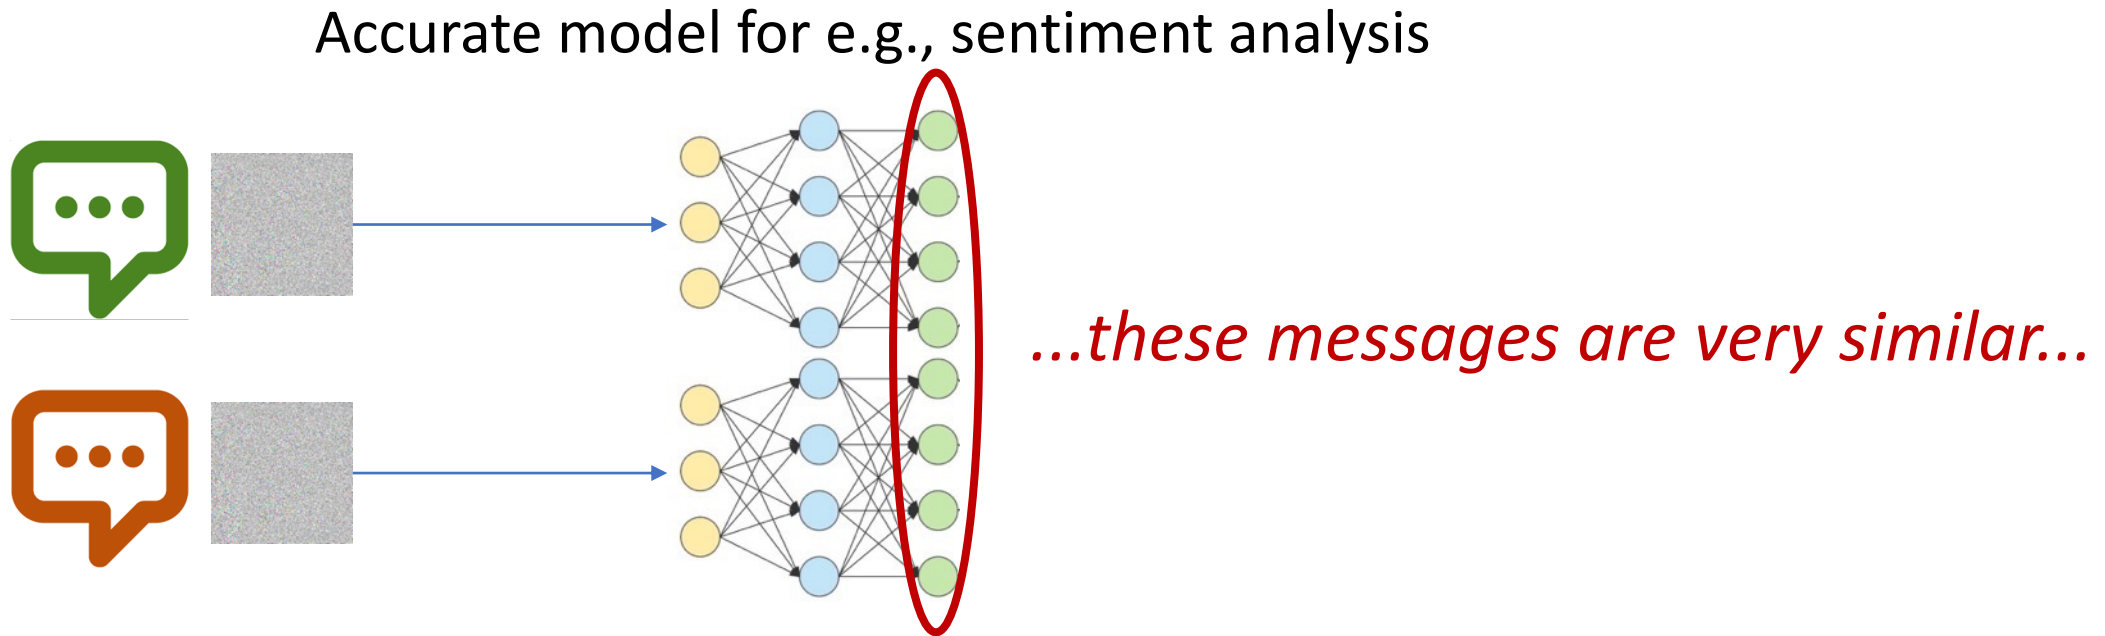 Accurate model for e.g., sentiment analysis
...these messages are very similar...